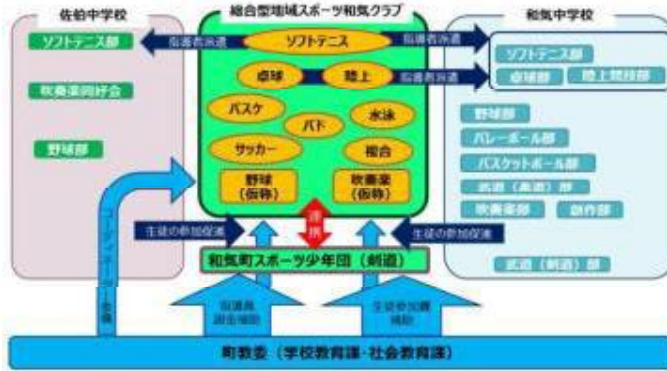 佐伯中学校
ソフトテニス部
吹奏楽同好会
野球部
総合型地域スポーツ和気クラブ
ソフトテニス
卓球
陸上
バスケ
バド
水泳
サッカー
複合
野球
(仮称)
吹奏楽
(仮称)
指導者派遣
指導者派遣
指導者派遣
和気中学校
ソフトテニス部
卓球部
陸上競技部
野球部
バレーボール部
バスケットボール部
武道(柔道)部
吹奏楽部
創作部
武道(剣道)部
生徒の参加促進
連携
生徒の参加促進
和気町スポーツ少年団(剣道)
コーディネーター配置
指導員
謝金補助
生徒参加費
補助
町教委(学校教育課・社会教育課)